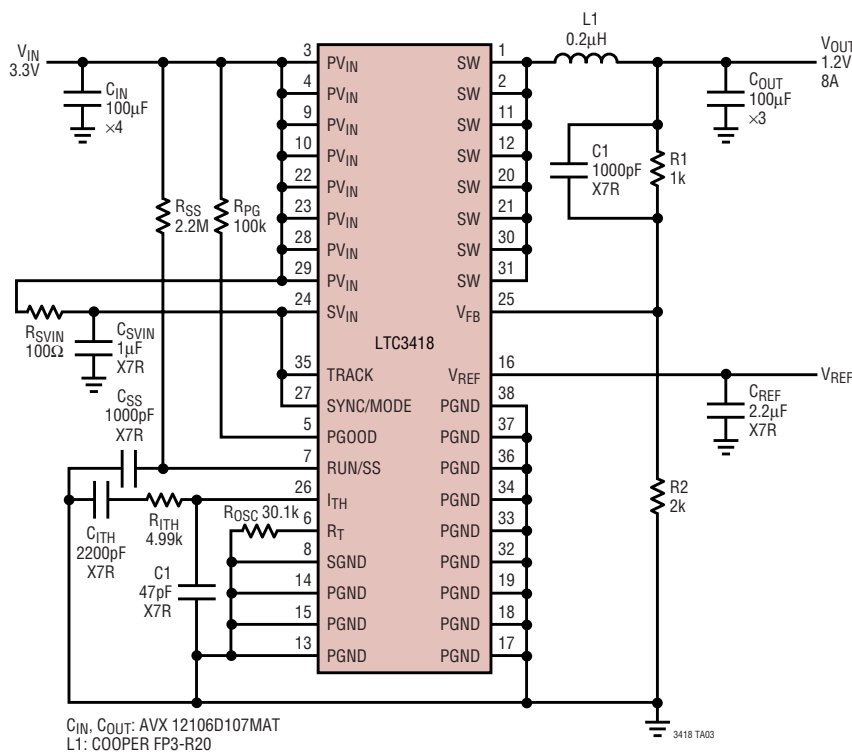 L1
0.2µH
VIN
3.3V
CIN
100µF
×4
3 PVIN SW 1
4 PVIN SW 2
9 PVIN SW 11
10 PVIN SW 12
22 PVIN SW 20
23 PVIN SW 21
28 PVIN SW 30
29 PVIN SW 31
24 SVIN VFB 25
LTC3418
35 TRACK VREF 16
27 SYNC/MODE PGND 38
5 PGOOD PGND 37
7 RUN/SS PGND 36
26 ITH PGND 34
6 RT PGND 33
8 SGND PGND 32
14 PGND PGND 19
15 PGND PGND 18
13 PGND PGND 17
VOUT
1.2V
8A
COUT
100µF
×3
C1
1000pF
X7R
R1
1k
RSS
2.2M
RPG
100k
RSVIN
100Ω
CSVIN
1µF
X7R
CSS
1000pF
X7R
VREF
CREF
2.2µF
X7R
CITH
2200pF
X7R
RITH
4.99k
ROSC 30.1k
C1
47pF
X7R
R2
2k
CIN, COUT: AVX 12106D107MAT
L1: COOPER FP3-R20
3418 TA03